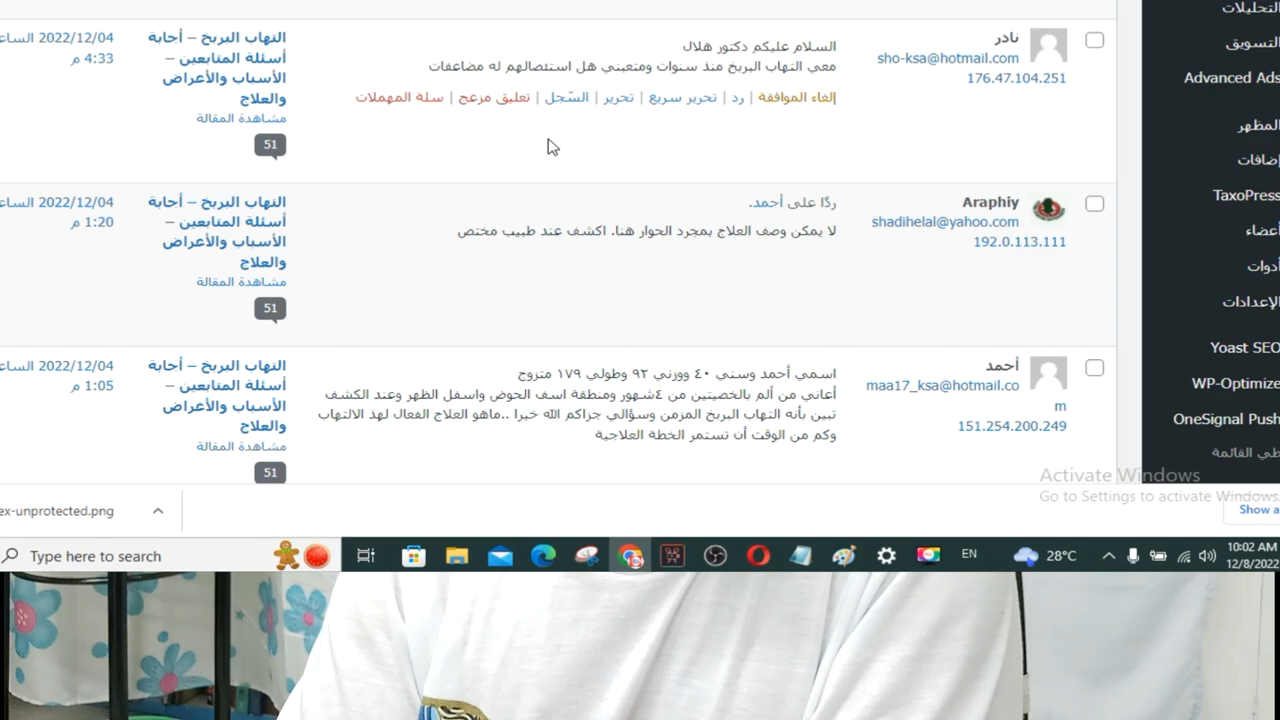 التحليلات
التسويق
Advanced Ads
المظهر
إضافات
TaxoPress
أعضاء
أدوات
الإعدادات
Yoast SEO
WP-Optimize
OneSignal Push
طي القائمة
نادر
sho-ksa@hotmail.com
176.47.104.251
السلام عليكم دكتور هلال
معي التهاب البربخ منذ سنوات ومتعبني هل استئصالهم له مضاعفات
إلغاء الموافقة | رد | تحرير سريع | تحرير | السّجل | تعليق مزعج | سلة المهملات
التهاب البربخ – أجابة
أسئلة المتابعين –
الأسباب والأعراض
والعلاج
مشاهدة المقالة
51
2022/12/04
4:33 م
Araphiy
shadihelal@yahoo.com
192.0.113.111
ردًا على أحمد.
لا يمكن وصف العلاج بمجرد الحوار هنا. اكشف عند طبيب مختص
التهاب البربخ – أجابة
أسئلة المتابعين –
الأسباب والأعراض
والعلاج
مشاهدة المقالة
51
2022/12/04
1:20 م
أحمد
maa17_ksa@hotmail.co
m
151.254.200.249
اسمي أحمد وسني ٤٠ ووزني ٩٢ وطولي ١٧٩ متزوج
أعاني من ألم بالخصيتين من ٤شهور ومنطقة اسف الحوض واسفل الظهر وعند الكشف
تبين بأنه التهاب البربخ المزمن وسؤالي جزاكم الله خيرا ..ماهو العلاج الفعال لهذ الالتهاب
وكم من الوقت أن تستمر الخطة العلاجية
التهاب البربخ – أجابة
أسئلة المتابعين –
الأسباب والأعراض
والعلاج
مشاهدة المقالة
51
2022/12/04
1:05 م
Activate Windows
Go to Settings to activate Windows.
ex-unprotected.png
Show a
Type here to search
EN
28°C
10:02 AM
12/8/2022